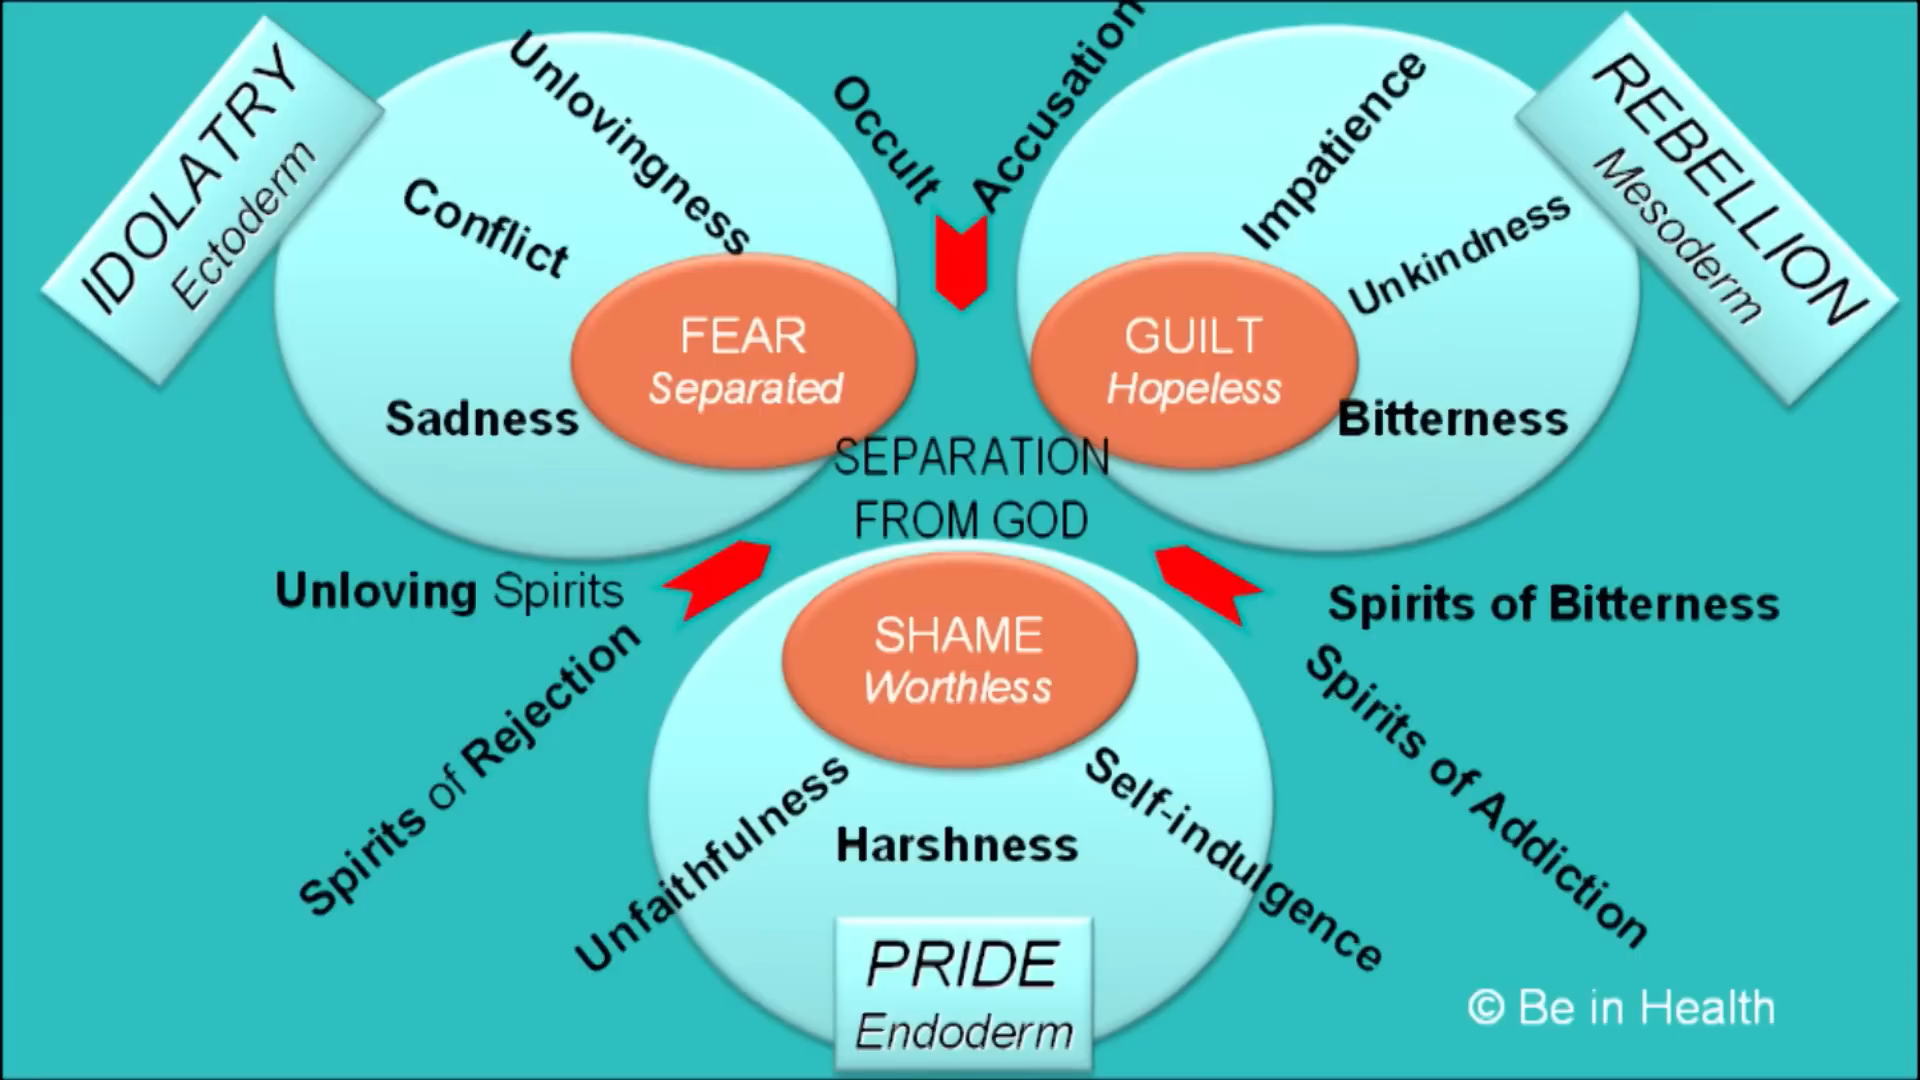 IDOLATRY
Ectoderm
Unlovingness
Conflict
Sadness
FEAR
Separated
Occult
Accusation
Impatience
Unkindness
Bitterness
GUILT
Hopeless
REBELLION
Mesoderm
SEPARATION
FROM GOD
Unloving Spirits
Spirits of Rejection
Spirits of Bitterness
Spirits of Addiction
SHAME
Worthless
Unfaithfulness
Harshness
Self-indulgence
PRIDE
Endoderm
© Be in Health